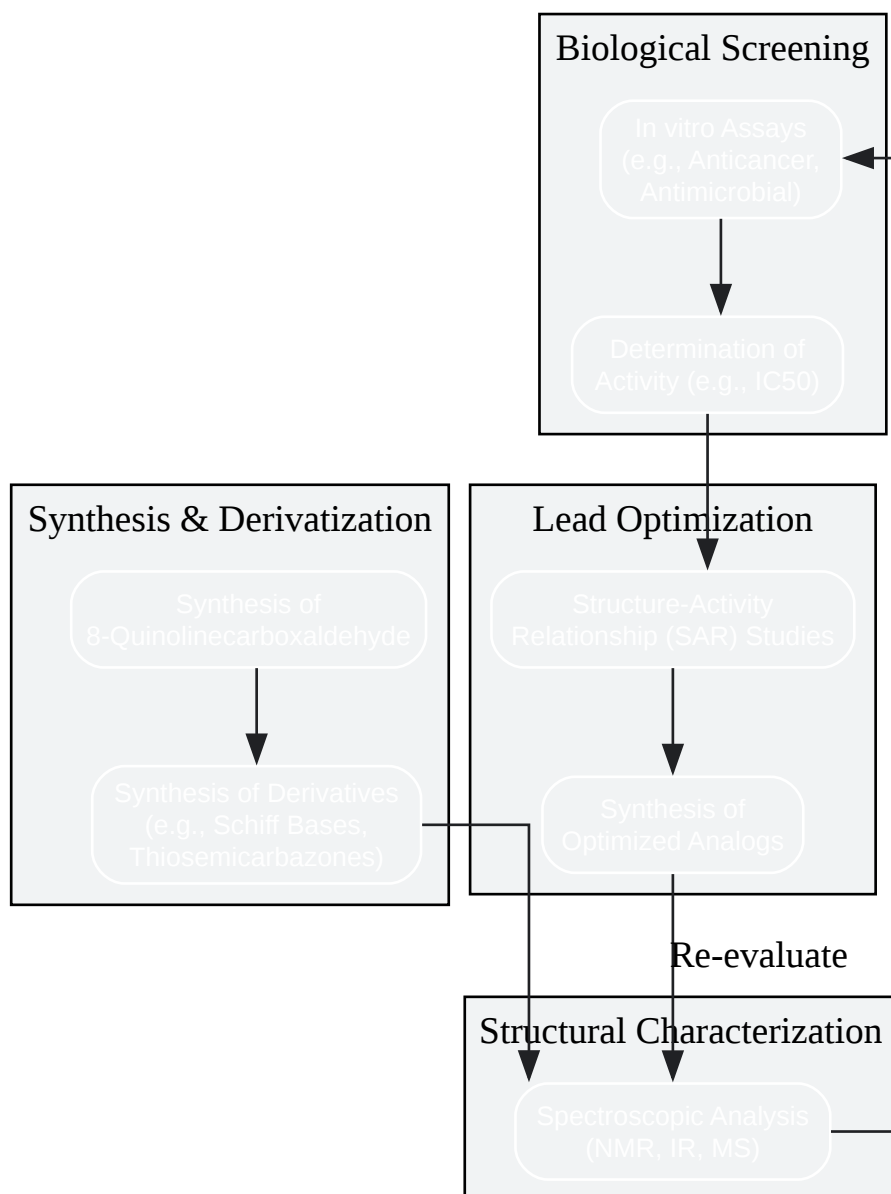 Biological Screening
In vitro Assays
(e.g., Anticancer,
Antimicrobial)
Determination of
Activity (e.g., IC50)
Synthesis & Derivatization
Synthesis of
8-Quinolinecarboxaldehyde
Synthesis of Derivatives
(e.g., Schiff Bases,
Thiosemicarbazones)
Lead Optimization
Structure-Activity
Relationship (SAR) Studies
Synthesis of
Optimized Analogs
Re-evaluate
Structural Characterization
Spectroscopic Analysis
(NMR, IR, MS)